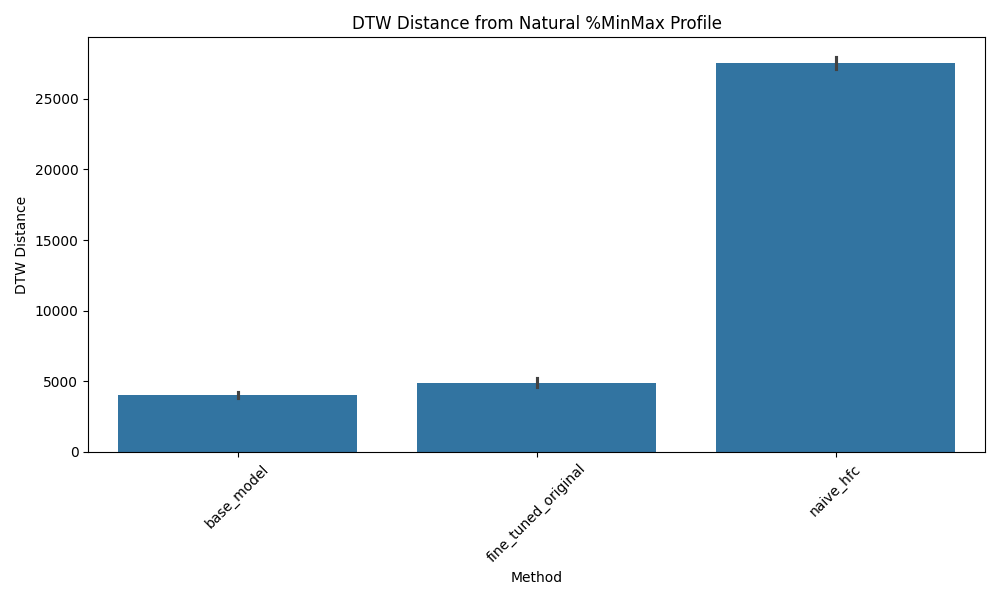 DTW Distance from Natural %MinMax Profile
DTW Distance
25000
20000
15000
10000
5000
0
base_model
fine_tuned_original
naive_hfc
Method